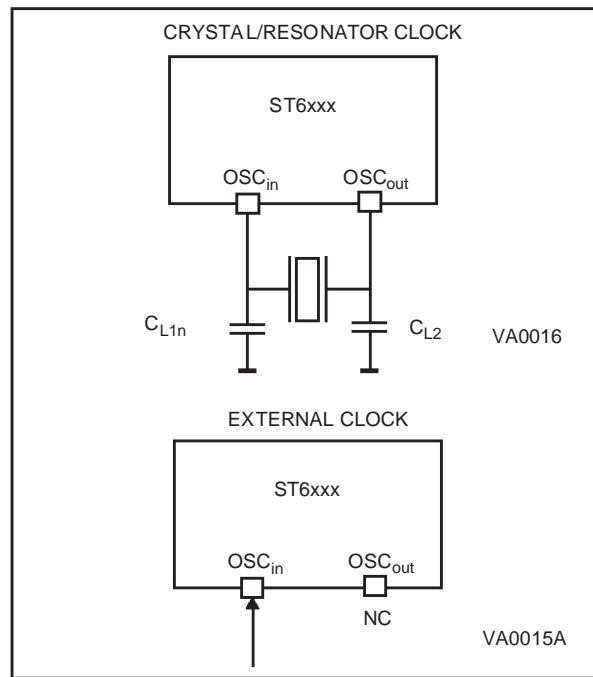 CRYSTAL/RESONATOR CLOCK
ST6xxx
OSCin OSCout
CL1n CL2 VA0016
EXTERNAL CLOCK
ST6xxx
OSCin OSCout
NC
VA0015A